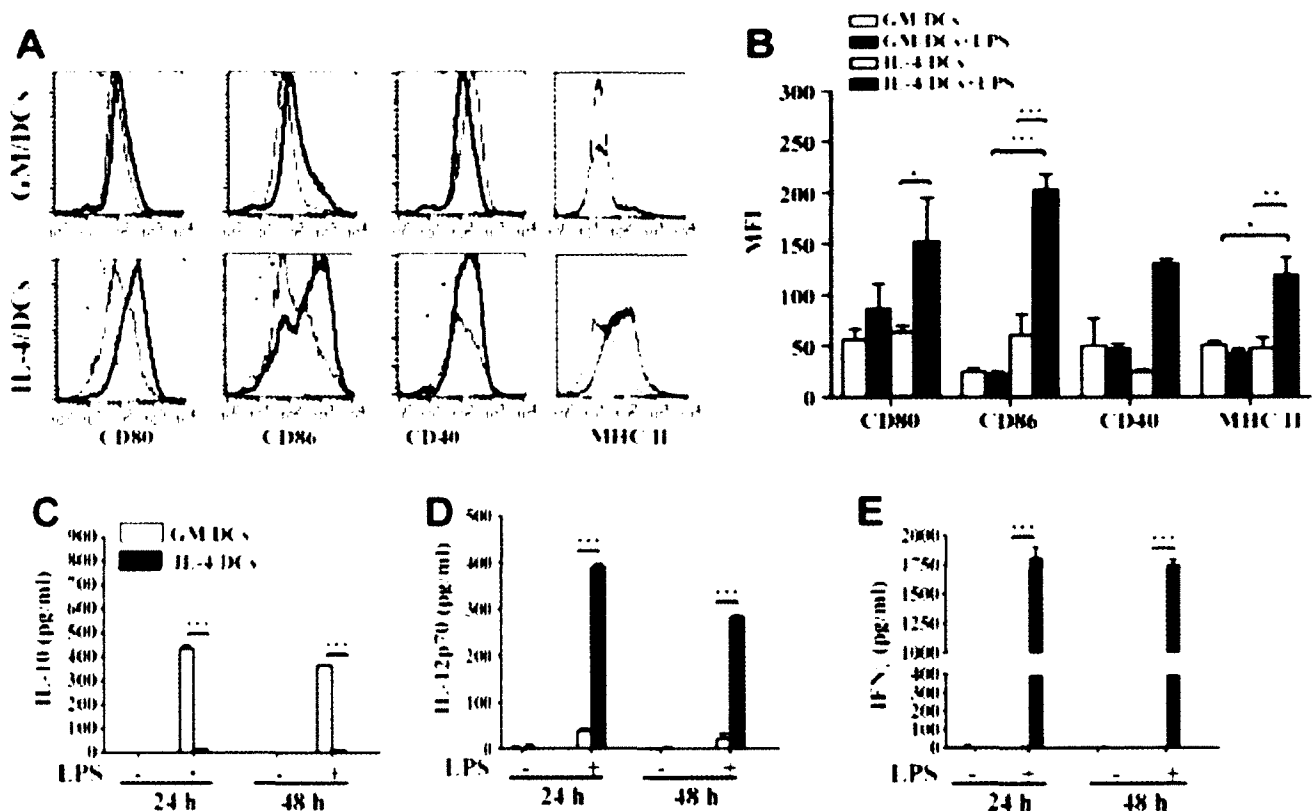 A
GM/DCs
IL-4/DCs
CD80
CD86
CD40
MHC II
B
GM DCs
GM DCs+LPS
IL-4 DCs
IL-4 DCs+LPS
MFI
300
250
200
150
100
50
0
CD80
CD86
CD40
MHC II
C
GM DCs
IL-4 DCs
IL-10 (pg/ml)
900
800
700
600
500
400
300
200
100
0
LPS - +
24 h
48 h
D
IL-12p70 (pg/ml)
500
400
300
200
100
0
- + - +
24 h
48 h
E
(pg/ml)
2000
1750
1500
1250
1000
400
300
200
100
0
- + - +
24 h
48 h